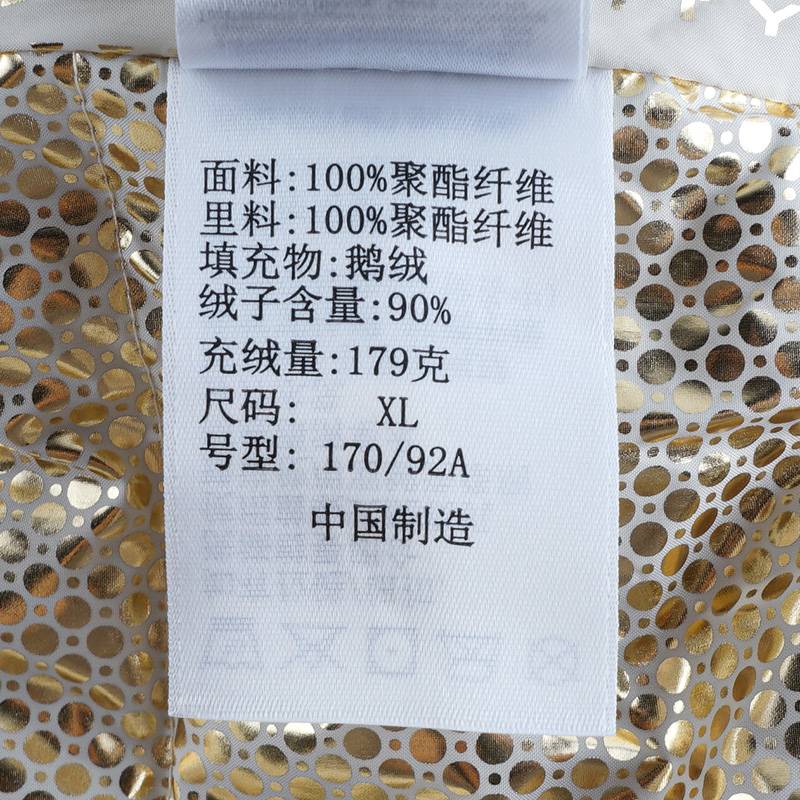 面料:100%聚酯纤维
里料:100%聚酯纤维
填充物:鹅绒
绒子含量:90%
充绒量:179克
尺码: XL
号型: 170/92A
中国制造